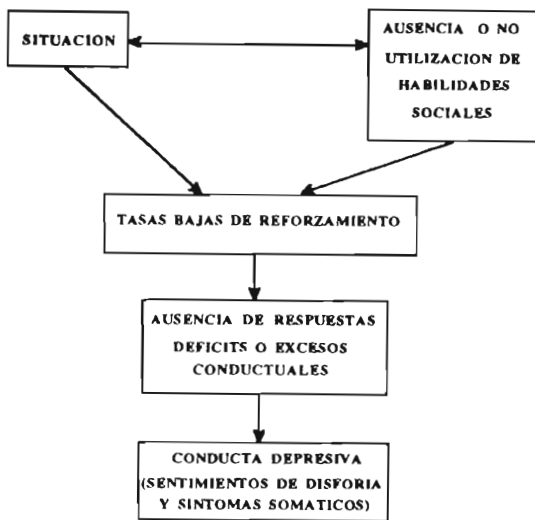 SITUACION
AUSENCIA O NO
UTILIZACION DE
HABILIDADES
SOCIALES
TASAS BAJAS DE REFORZAMIENTO
AUSENCIA DE RESPUESTAS
DEFICITS O EXCESOS
CONDUCTUALES
CONDUCTA DEPRESIVA
(SENTIMIENTOS DE DISFORIA
Y SINTOMAS SOMATICOS)